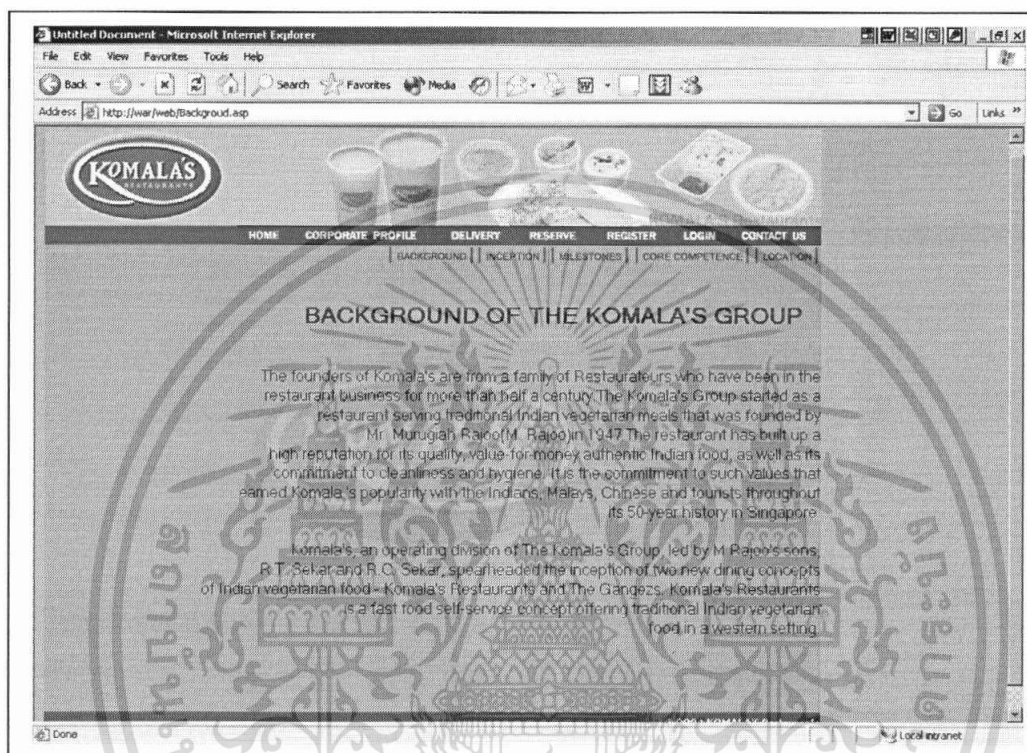 Untitled Document - Microsoft Internet Explorer
File Edit View Favorites Tools Help
Back Search Favorites Media
Address http://war/web/Backgroud.asp Go Links »
KOMALA'S
RESTAURANTS
HOME CORPORATE PROFILE DELIVERY RESERVE REGISTER LOGIN CONTACT US
[ BACKGROUND ] [ INCEPTION ] [ MILESTONES ] [ CORE COMPETENCE ] [ LOCATION ]
BACKGROUND OF THE KOMALA'S GROUP
The founders of Komala's are from a family of Restaurateurs who have been in the
restaurant business for more than half a century.The Komala's Group started as a
restaurant serving traditional Indian vegetarian meals that was founded by
Mr. Murugiah Rajoo(M. Rajoo)in 1947.The restaurant has built up a
high reputation for its quality, value-for-money authentic Indian food, as well as its
commitment to cleanliness and hygiene. It is the commitment to such values that
earned Komala's popularity with the Indians, Malays, Chinese and tourists throughout
its 50-year history in Singapore.
Komala's, an operating division of The Komala's Group, led by M Rajoo's sons,
R.T. Sekar and R.C. Sekar, spearheaded the inception of two new dining concepts
of Indian vegetarian food - Komala's Restaurants and The Gangezs. Komala's Restaurants
is a fast food self-service concept offering traditional Indian vegetarian
food in a western setting.
Done Local intranet